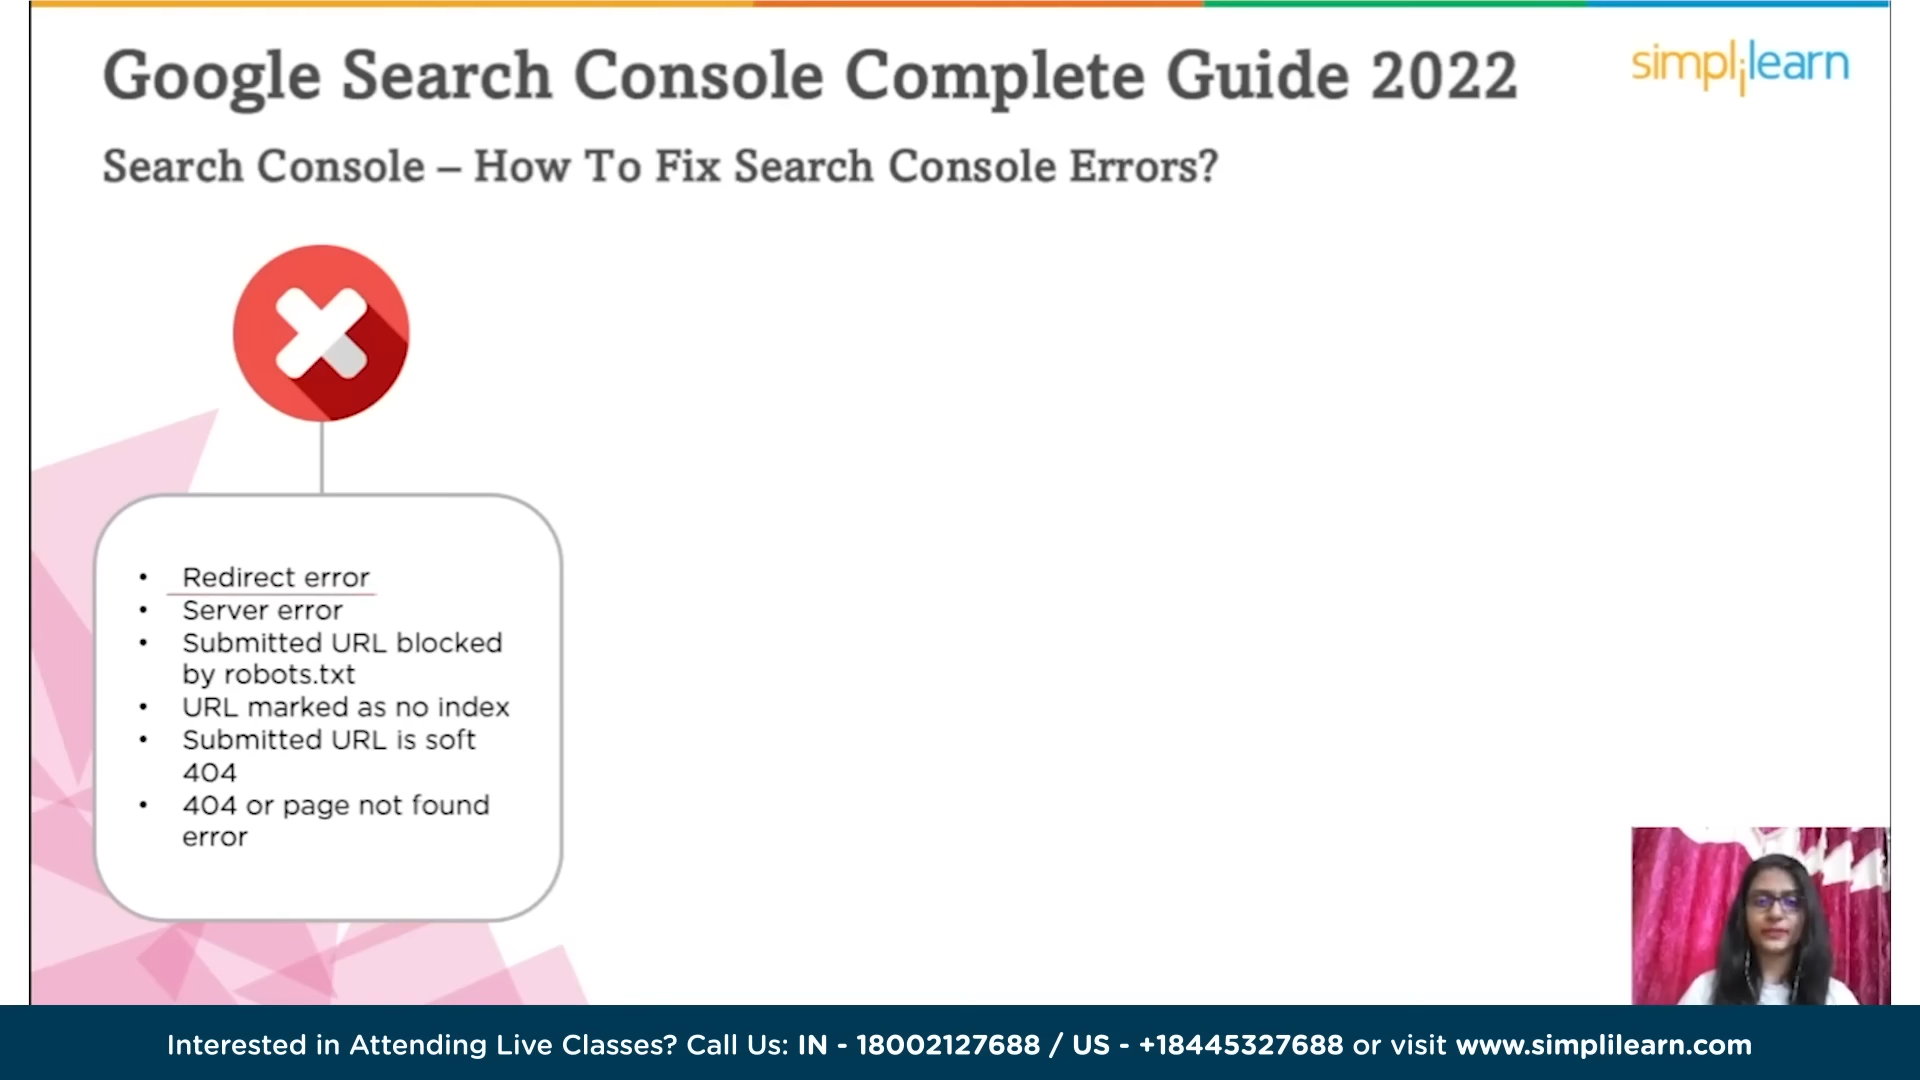 Google Search Console Complete Guide 2022
simplilearn
Search Console – How To Fix Search Console Errors?
• Redirect error
• Server error
• Submitted URL blocked
by robots.txt
• URL marked as no index
• Submitted URL is soft
404
• 404 or page not found
error
Interested in Attending Live Classes? Call Us: IN - 18002127688 / US - +18445327688 or visit www.simplilearn.com